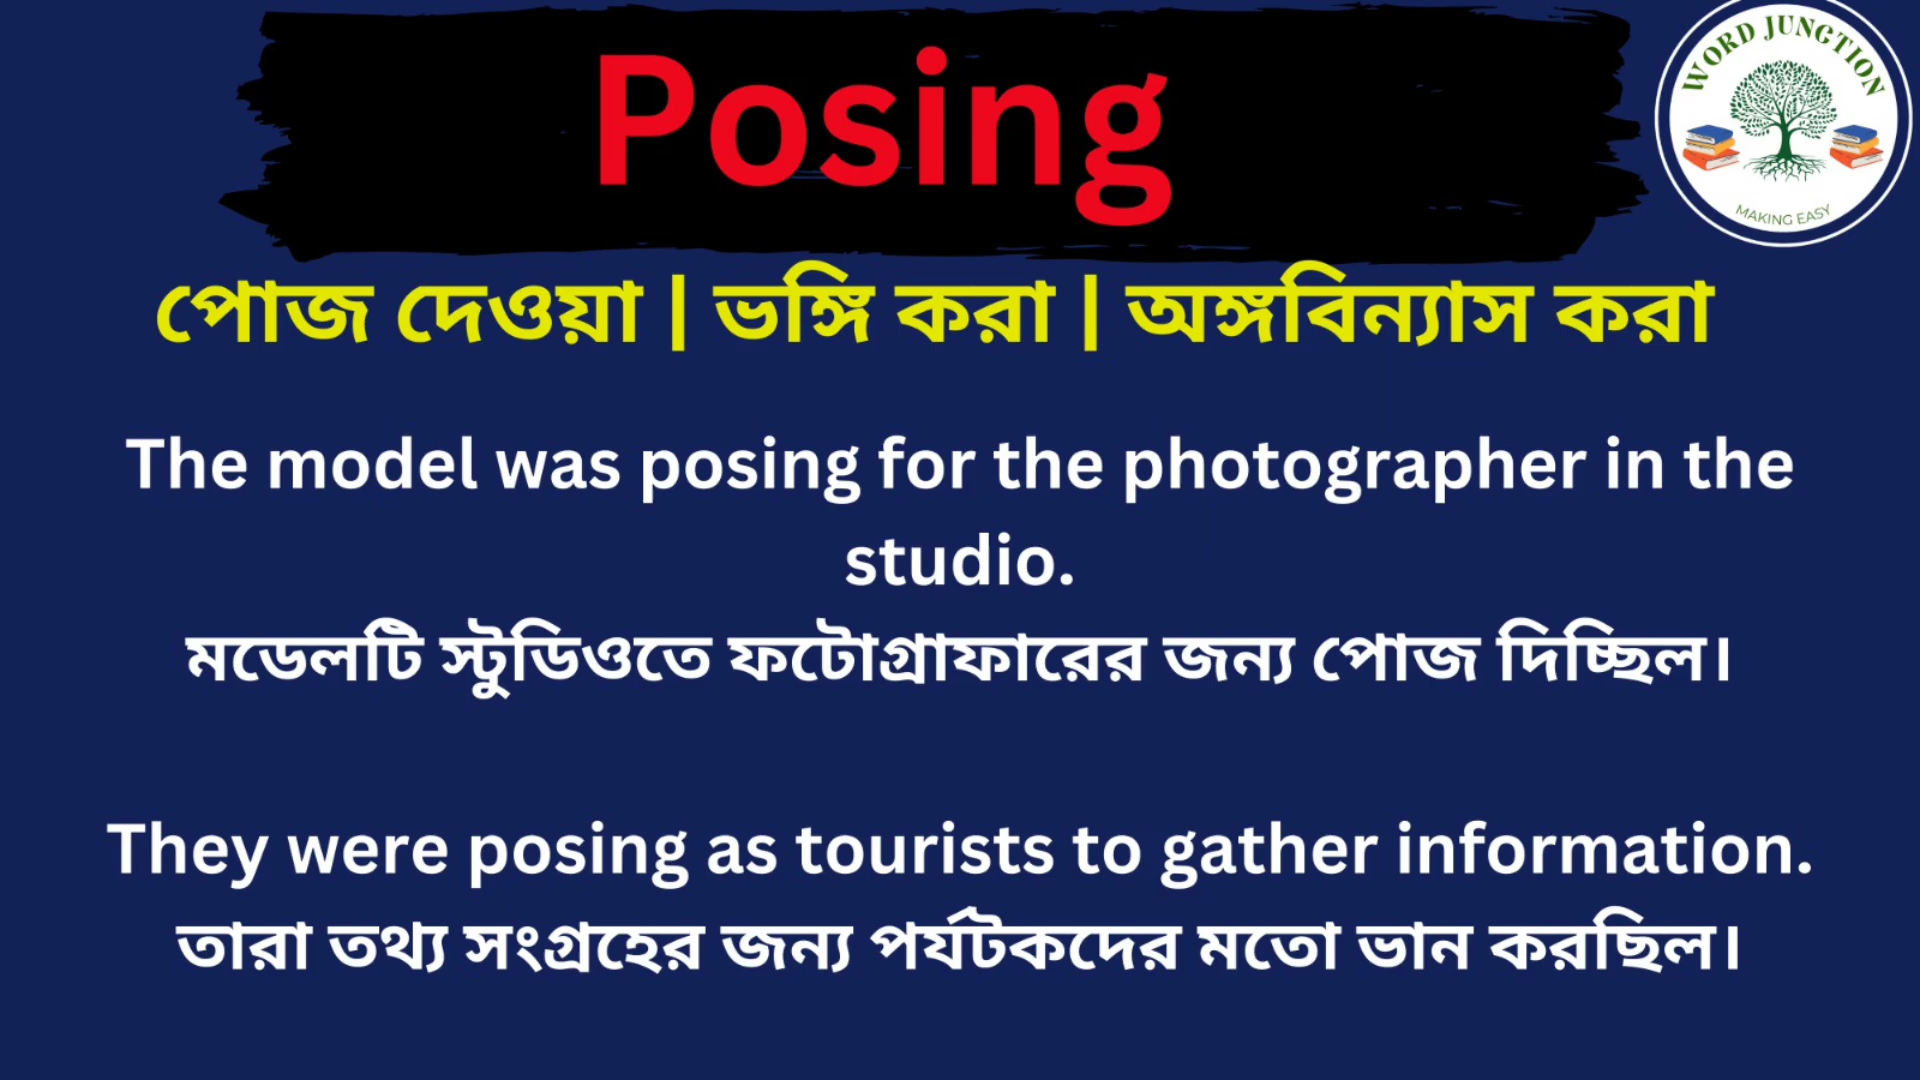 Posing
WORD JUNCTION
MAKING EASY
পোজ দেওয়া | ভঙ্গি করা | অঙ্গবিন্যাস করা
The model was posing for the photographer in the
studio.
মডেলটি স্টুডিওতে ফটোগ্রাফারের জন্য পোজ দিচ্ছিল।
They were posing as tourists to gather information.
তারা তথ্য সংগ্রহের জন্য পর্যটকদের মতো ভান করছিল।